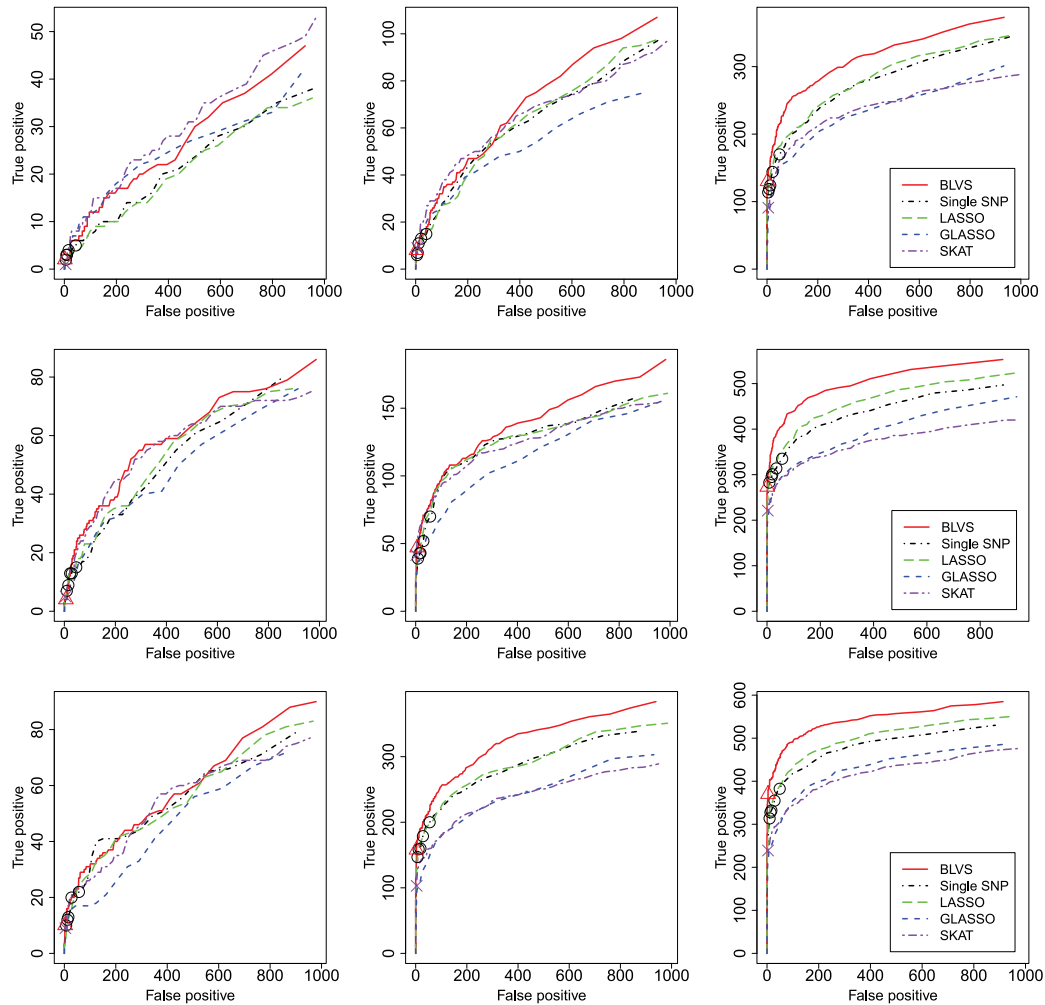 True positive
0 10 20 30 40 50
0 200 400 600 800 1000
False positive
True positive
0 20 40 60 80 100
0 200 400 600 800 1000
False positive
True positive
0 100 200 300
0 200 400 600 800 1000
False positive
BLVS
Single SNP
LASSO
GLASSO
SKAT
True positive
0 20 40 60 80
0 200 400 600 800 1000
False positive
True positive
0 50 100 150
0 200 400 600 800 1000
False positive
True positive
0 100 200 300 400 500
0 200 400 600 800
False positive
BLVS
Single SNP
LASSO
GLASSO
SKAT
True positive
0 20 40 60 80
0 200 400 600 800 1000
False positive
True positive
0 100 200 300
0 200 400 600 800 1000
False positive
True positive
0 100 200 300 400 500 600
0 200 400 600 800 1000
False positive
BLVS
Single SNP
LASSO
GLASSO
SKAT